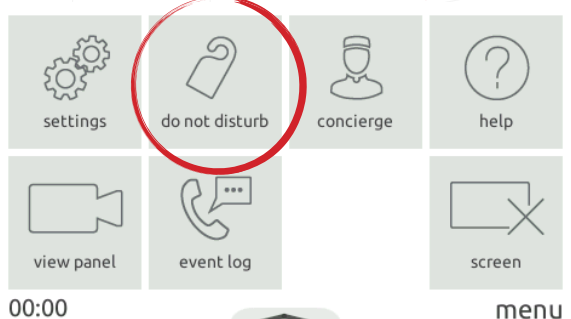 settings
do not disturb
concierge
help
view panel
event log
screen
00:00
menu